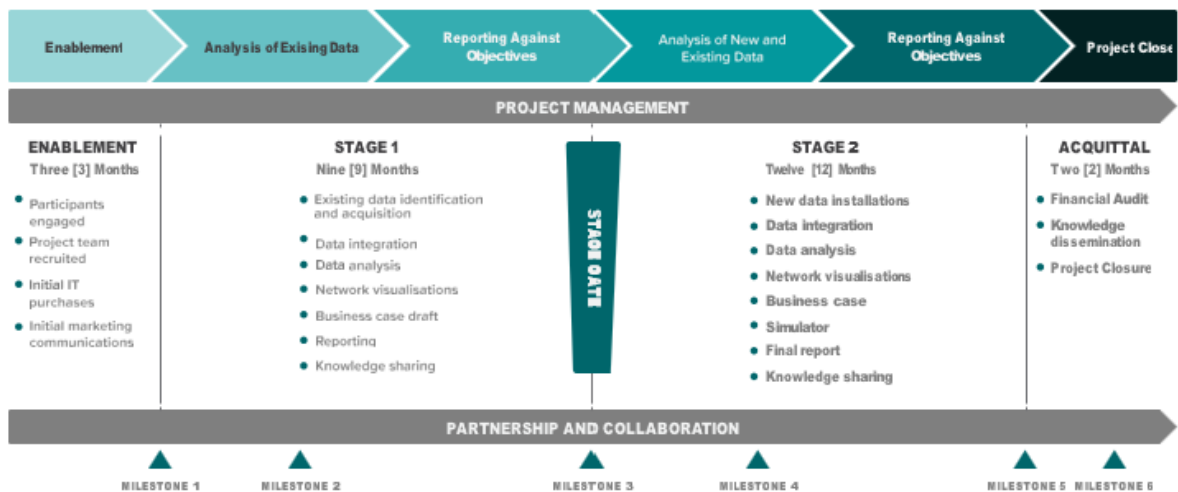 Enablement
Analysis of Exising Data
Reporting Against
Objectives
Analysis of New and
Existing Data
Reporting Against
Objectives
Project Close
PROJECT MANAGEMENT
ENABLEMENT
Three [3] Months
Participants
engaged
Project team
recruited
Initial IT
purchases
Initial marketing
communications
STAGE 1
Nine [9] Months
Existing data identification
and acquisition
Data integration
Data analysis
Network visualisations
Business case draft
Reporting
Knowledge sharing
STAGE GATE
STAGE 2
Twelve [12] Months
New data installations
Data integration
Data analysis
Network visualisations
Business case
Simulator
Final report
Knowledge sharing
ACQUITTAL
Two [2] Months
Financial Audit
Knowledge
dissemination
Project Closure
PARTNERSHIP AND COLLABORATION
MILESTONE 1
MILESTONE 2
MILESTONE 3
MILESTONE 4
MILESTONE 5
MILESTONE 6